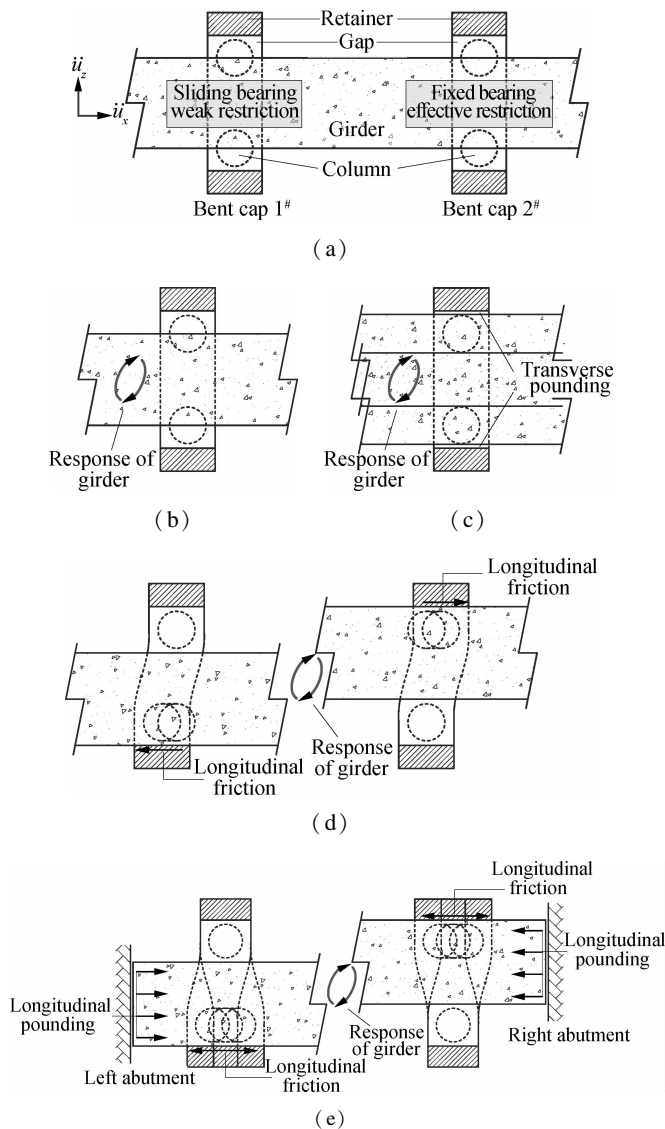 Retainer
Gap
üz
üx
Sliding bearing
weak restriction
Fixed bearing
effective restriction
Girder
Column
Bent cap 1#
Bent cap 2#
(a)
Response of
girder
(b)
Transverse
pounding
Response of
girder
(c)
Longitudinal
friction
Response
of girder
Longitudinal
friction
(d)
Longitudinal
friction
Longitudinal
pounding
Longitudinal
pounding
Response
of girder
Right abutment
Left abutment
Longitudinal
friction
(e)